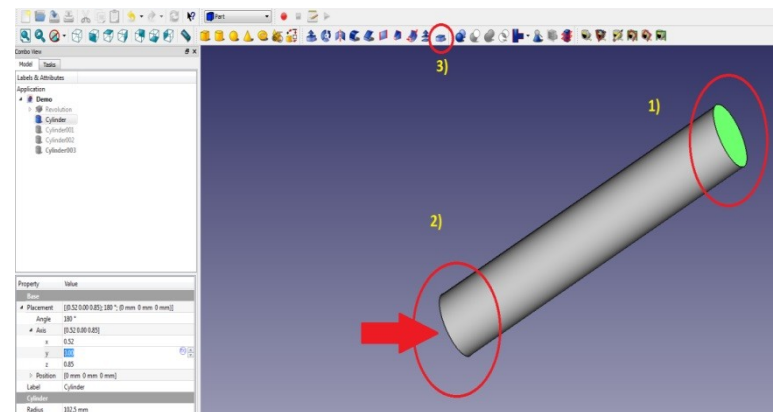 Part
Combo View
Model Tasks
Labels & Attributes
Application
Demo
Revolution
Cylinder
Cylinder001
Cylinder002
Cylinder003
3)
1)
2)
Property Value
Base
Placement [(0.52 0.00 0.85); 180 °; (0 mm 0 mm 0 mm)]
Angle 180 °
Axis [0.52 0.00 0.85]
x 0.52
y
z 0.85
Position [0 mm 0 mm 0 mm]
Label Cylinder
Cylinder
Radius 102.5 mm